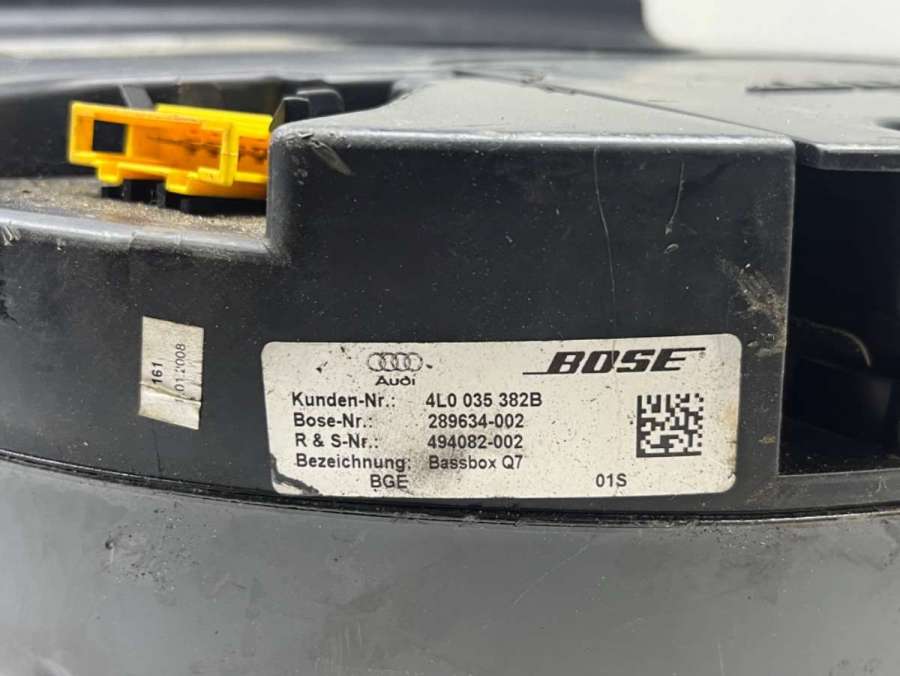 161
01 2008
Audi
BOSE®
Kunden-Nr.: 4L0 035 382B
Bose-Nr.: 289634-002
R & S-Nr.: 494082-002
Bezeichnung: Bassbox Q7
BGE 01S